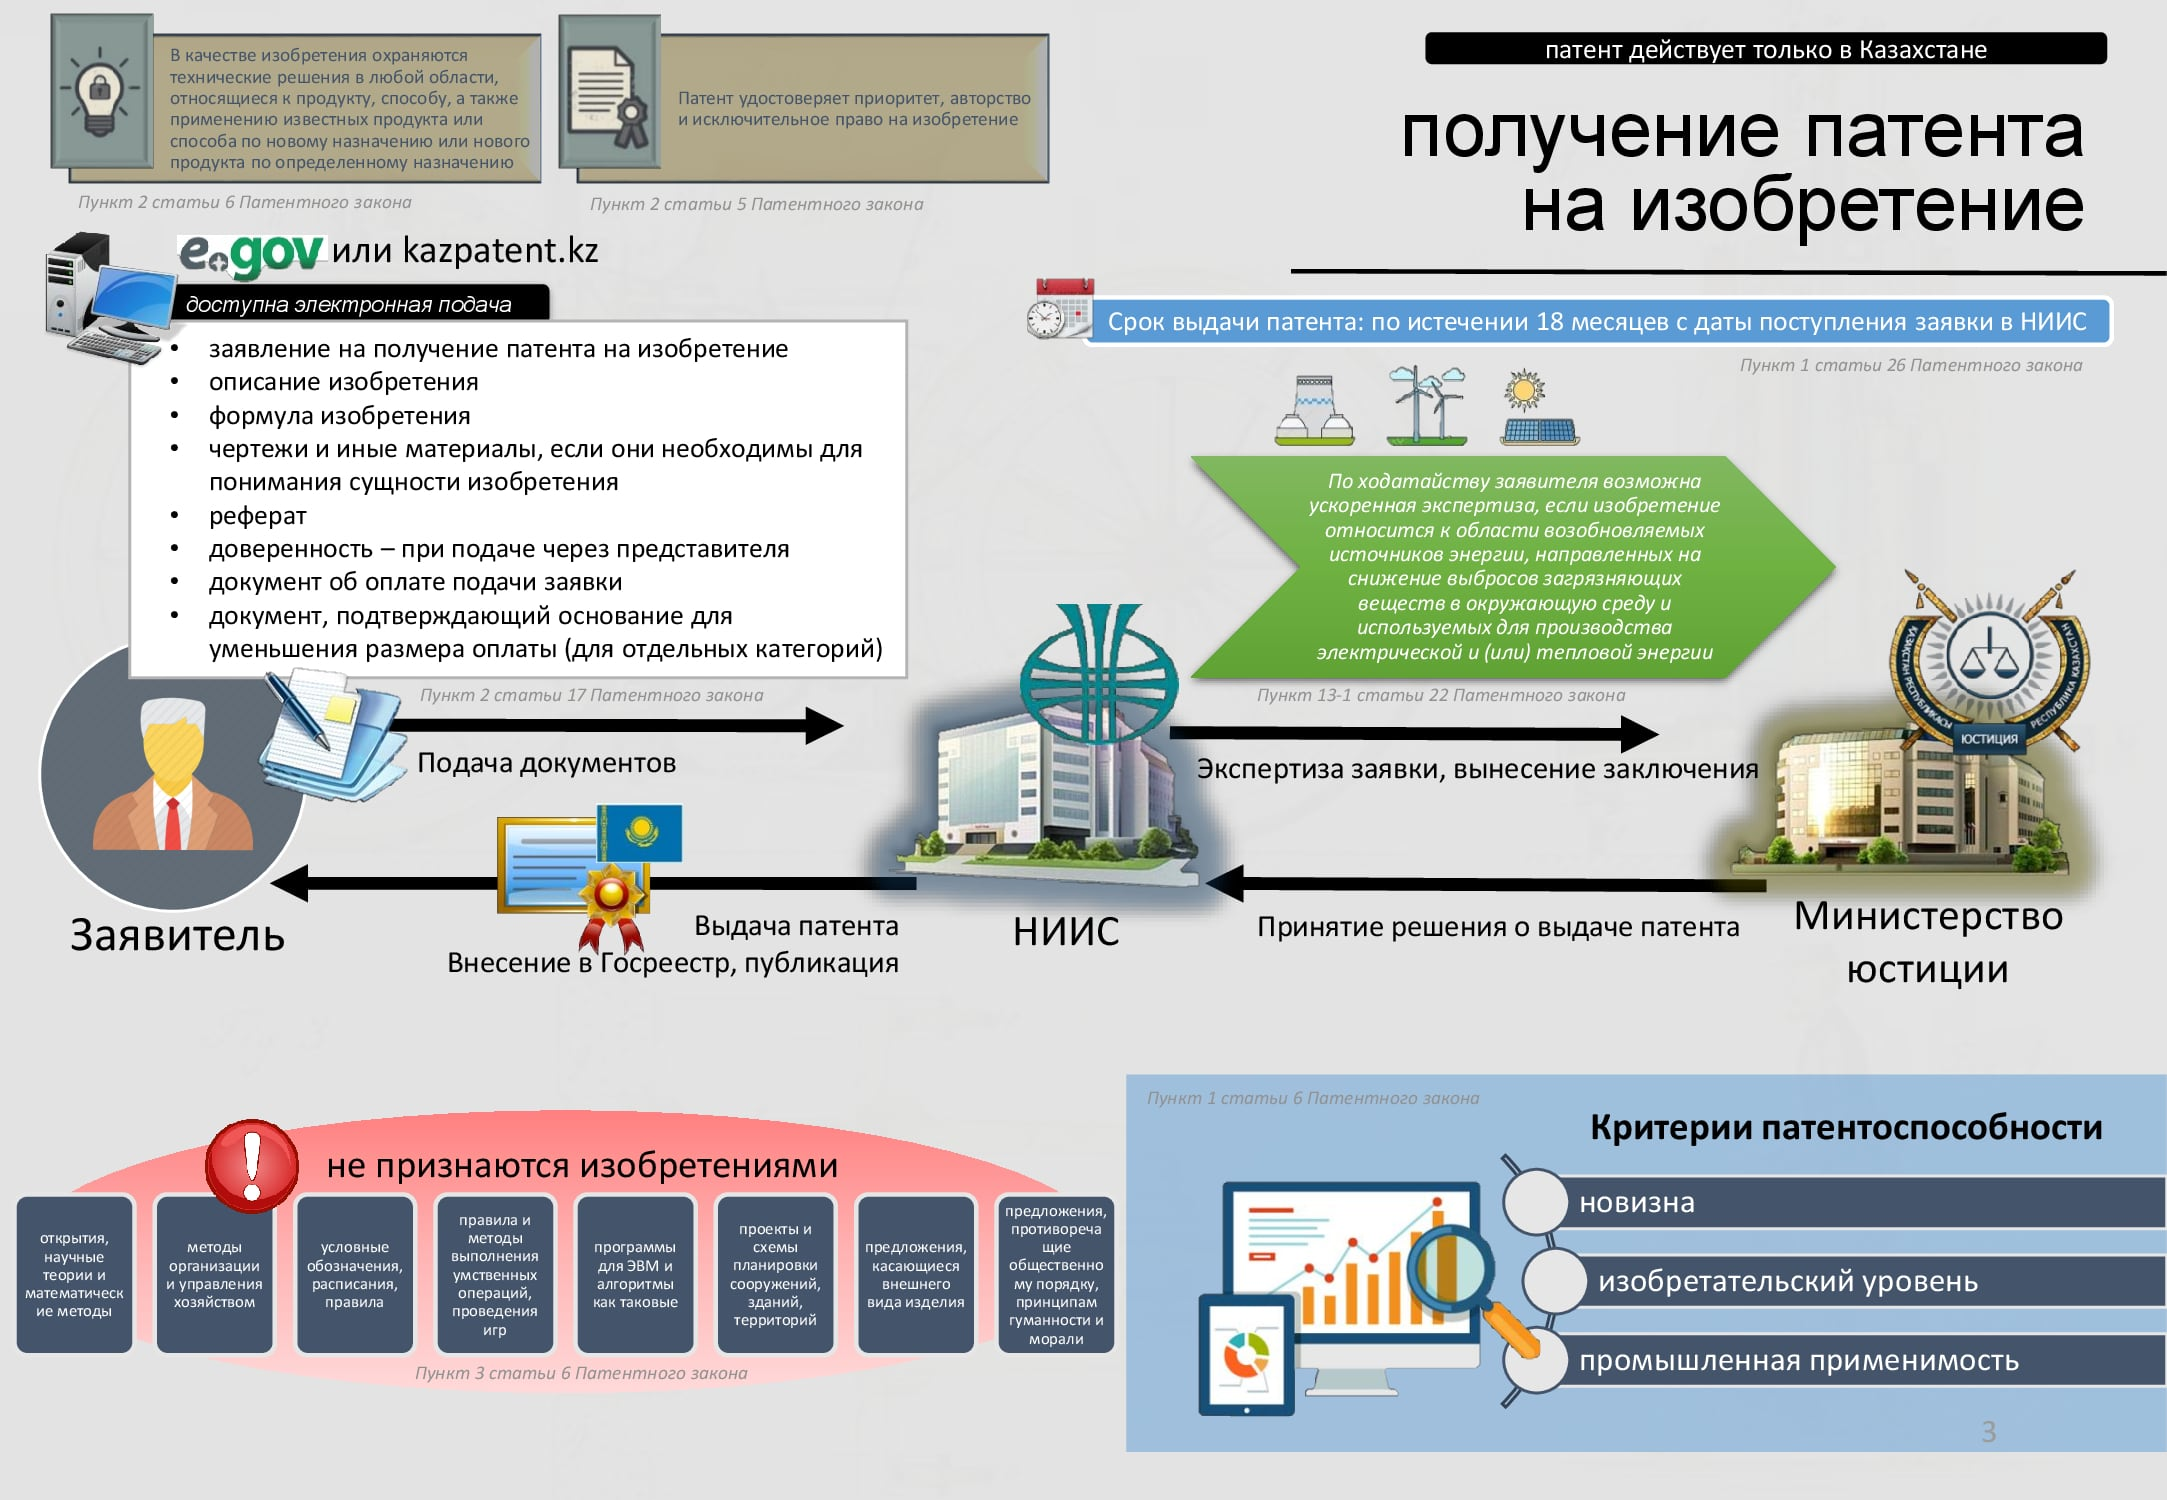 В качестве изобретения охраняются
технические решения в любой области,
относящиеся к продукту, способу, а также
применению известных продукта или
способа по новому назначению или нового
продукта по определенному назначению
Пункт 2 статьи 6 Патентного закона
Патент удостоверяет приоритет, авторство
и исключительное право на изобретение
Пункт 2 статьи 5 Патентного закона
патент действует только в Казахстане
получение патента
на изобретение
e.gov или kazpatent.kz
доступна электронная подача
• заявление на получение патента на изобретение
• описание изобретения
• формула изобретения
• чертежи и иные материалы, если они необходимы для
понимания сущности изобретения
• реферат
• доверенность – при подаче через представителя
• документ об оплате подачи заявки
• документ, подтверждающий основание для
уменьшения размера оплаты (для отдельных категорий)
Пункт 2 статьи 17 Патентного закона
Срок выдачи патента: по истечении 18 месяцев с даты поступления заявки в НИИС
Пункт 1 статьи 26 Патентного закона
По ходатайству заявителя возможна
ускоренная экспертиза, если изобретение
относится к области возобновляемых
источников энергии, направленных на
снижение выбросов загрязняющих
веществ в окружающую среду и
используемых для производства
электрической и (или) тепловой энергии
Пункт 13-1 статьи 22 Патентного закона
ҚАЗАҚСТАН РЕСПУБЛИКАСЫ
РЕСПУБЛИКА КАЗАХСТАН
ЮСТИЦИЯ
Подача документов
Экспертиза заявки, вынесение заключения
Выдача патента
Внесение в Госреестр, публикация
Принятие решения о выдаче патента
Заявитель
НИИС
Министерство
юстиции
не признаются изобретениями
открытия,
научные
теории и
математическ
ие методы
методы
организации
и управления
хозяйством
условные
обозначения,
расписания,
правила
правила и
методы
выполнения
умственных
операций,
проведения
игр
программы
для ЭВМ и
алгоритмы
как таковые
проекты и
схемы
планировки
сооружений,
зданий,
территорий
предложения,
касающиеся
внешнего
вида изделия
предложения,
противореча
щие
общественно
му порядку,
принципам
гуманности и
морали
Пункт 3 статьи 6 Патентного закона
Пункт 1 статьи 6 Патентного закона
Критерии патентоспособности
новизна
изобретательский уровень
промышленная применимость
3